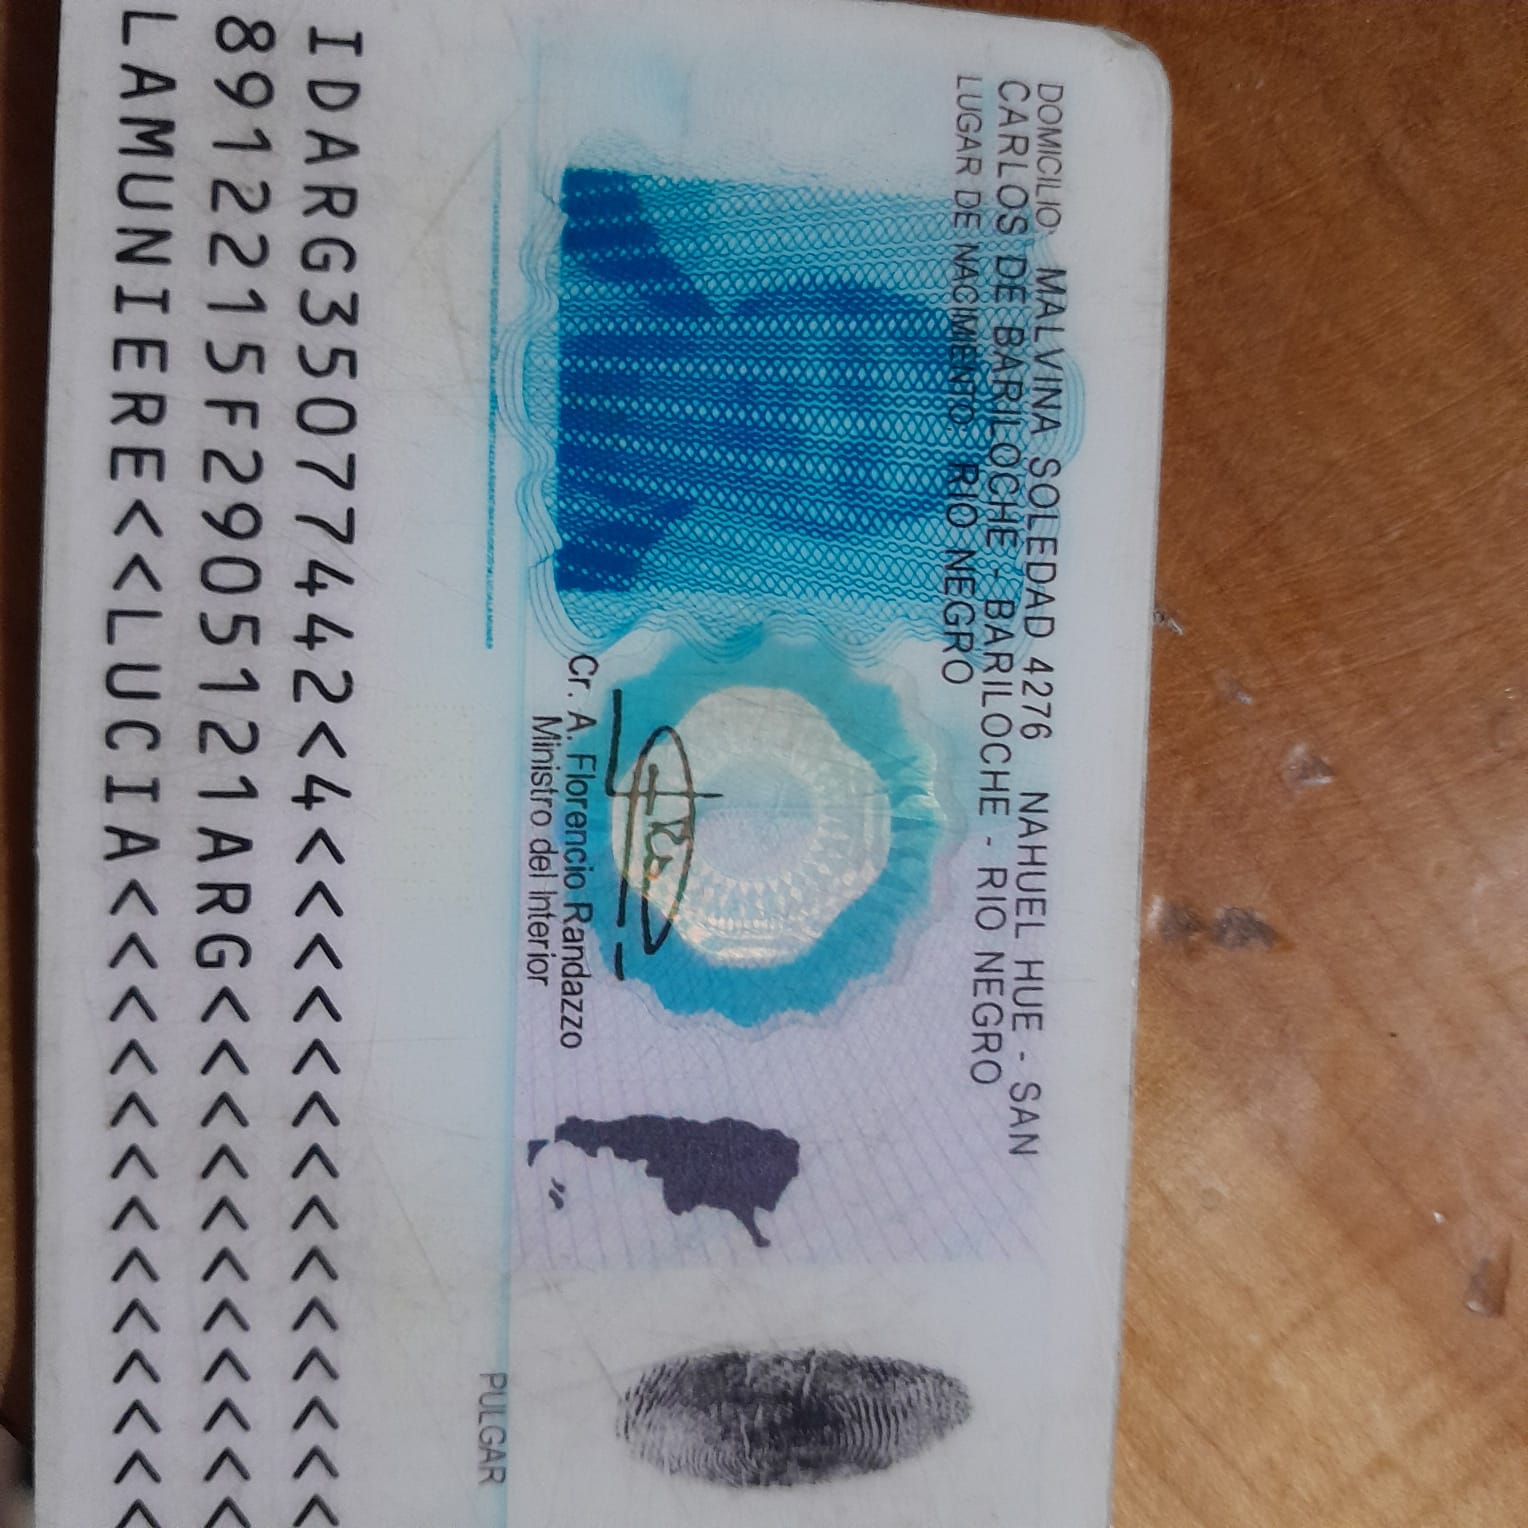 DOMICILIO: MALVINA SOLEDAD 4276 NAHUEL HUE - SAN
CARLOS DE BARILOCHE - BARILOCHE - RIO NEGRO
LUGAR DE NACIMIENTO: RIO NEGRO
Cr. A. Florencio Randazzo
Ministro del Interior
PULGAR
IDARG35077442<4<<<<<<<<<<<<<
8912215F2905121ARG<<<<<<<<<<
LAMUNIERE<<LUCIA<<<<<<<<<<<<